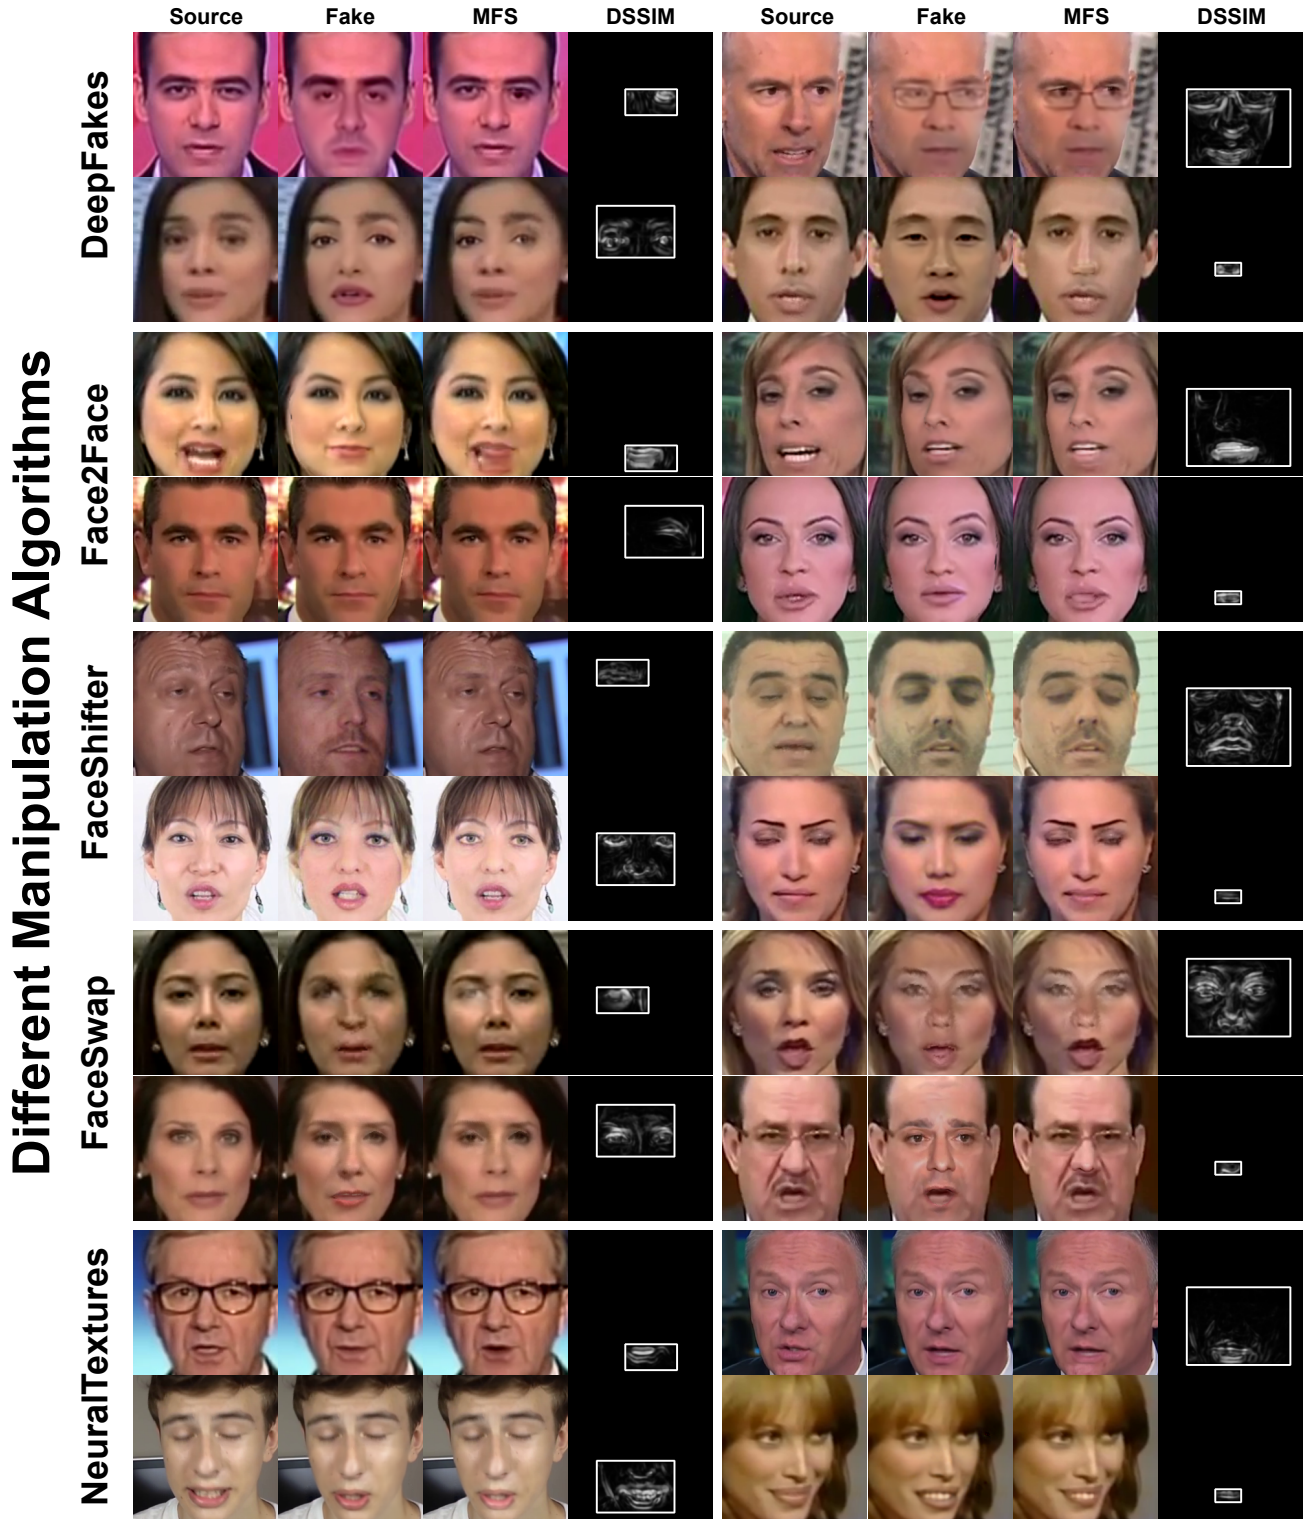 Source Fake MFS DSSIM Source Fake MFS DSSIM
Different Manipulation Algorithms
DeepFakes
Face2Face
FaceShifter
FaceSwap
NeuralTextures